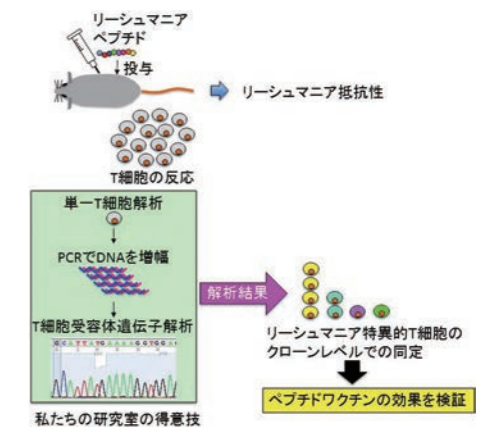 リーシュマニア
ペプチド
投与
リーシュマニア抵抗性
T細胞の反応
単一T細胞解析
PCRでDNAを増幅
T細胞受容体遺伝子解析
解析結果
リーシュマニア特異的T細胞の
クローンレベルでの同定
ペプチドワクチンの効果を検証
私たちの研究室の得意技